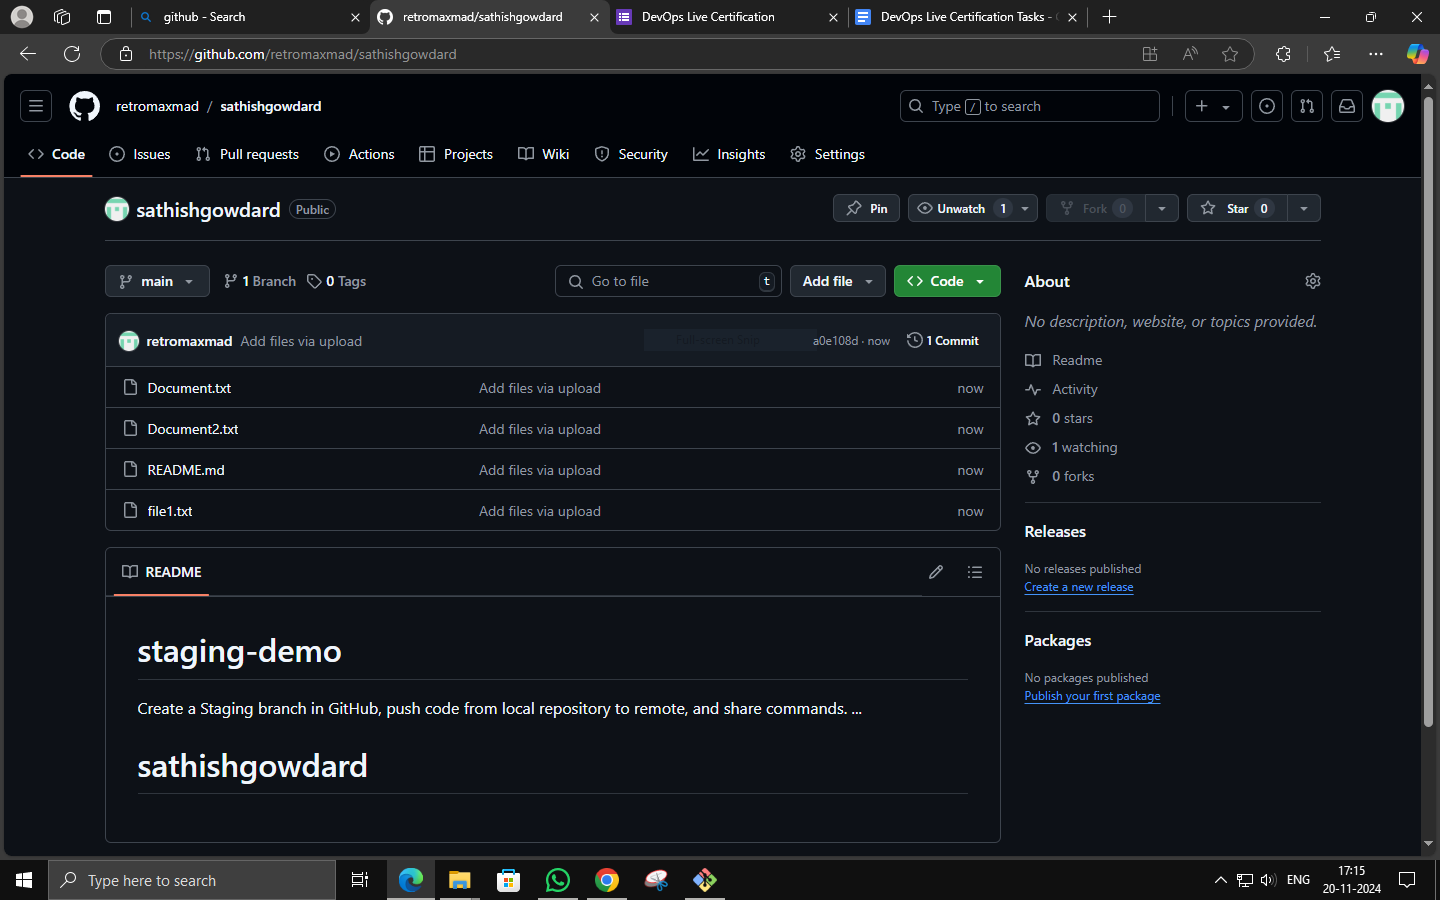 github - Search
retromaxmad/sathishgowdard
DevOps Live Certification
DevOps Live Certification Tasks -
https://github.com/retromaxmad/sathishgowdard
retromaxmad / sathishgowdard
Type / to search
Code
Issues
Pull requests
Actions
Projects
Wiki
Security
Insights
Settings
sathishgowdard
Public
Pin
Unwatch 1
Fork 0
Star 0
main
1 Branch
0 Tags
Go to file
t
Add file
Code
retromaxmad Add files via upload
Full-screen Snip
a0e108d · now
1 Commit
Document.txt Add files via upload now
Document2.txt Add files via upload now
README.md Add files via upload now
file1.txt Add files via upload now
README
staging-demo
Create a Staging branch in GitHub, push code from local repository to remote, and share commands. ...
sathishgowdard
About
No description, website, or topics provided.
Readme
Activity
0 stars
1 watching
0 forks
Releases
No releases published
Create a new release
Packages
No packages published
Publish your first package
Type here to search
ENG
17:15
20-11-2024